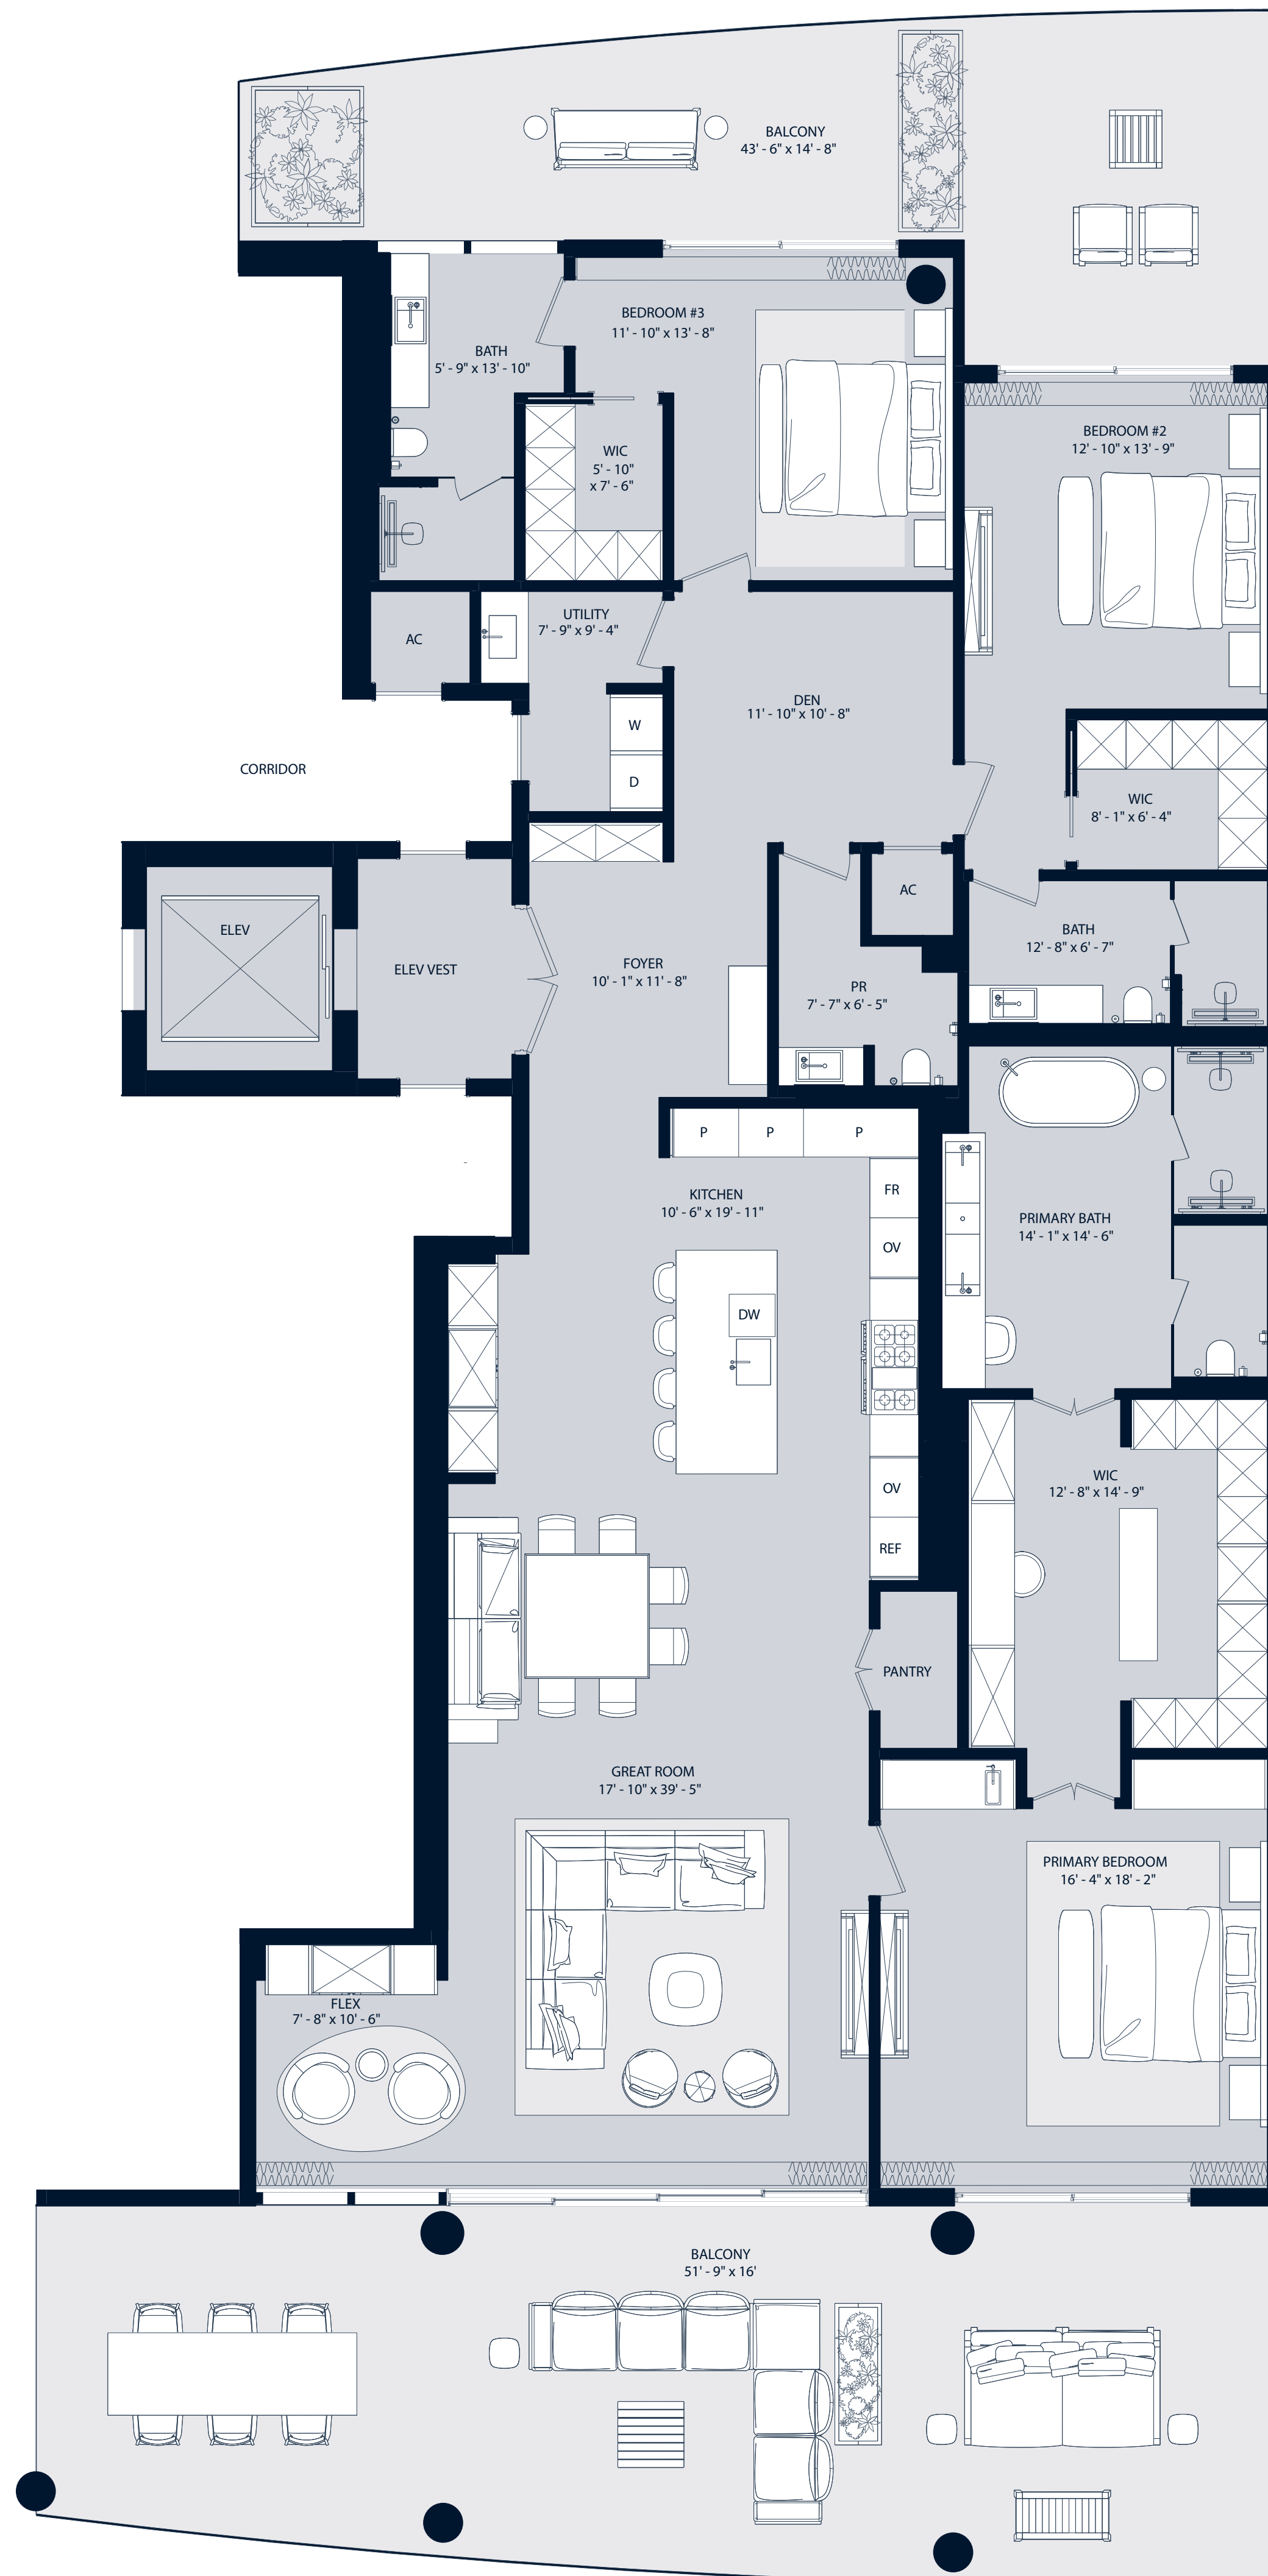 BALCONY
43' - 6" x 14' - 8"
BEDROOM #3
11' - 10" x 13' - 8"
BATH
5' - 9" x 13' - 10"
BEDROOM #2
12' - 10" x 13' - 9"
WIC
5' - 10"
x 7' - 6"
UTILITY
7' - 9" x 9' - 4"
AC
DEN
11' - 10" x 10' - 8"
W
D
CORRIDOR
WIC
8' - 1" x 6' - 4"
AC
ELEV
ELEV VEST
FOYER
10' - 1" x 11' - 8"
BATH
12' - 8" x 6' - 7"
PR
7' - 7" x 6' - 5"
P P P
KITCHEN
10' - 6" x 19' - 11"
FR
OV
PRIMARY BATH
14' - 1" x 14' - 6"
DW
WIC
12' - 8" x 14' - 9"
OV
REF
PANTRY
GREAT ROOM
17' - 10" x 39' - 5"
PRIMARY BEDROOM
16' - 4" x 18' - 2"
FLEX
7' - 8" x 10' - 6"
BALCONY
51' - 9" x 16'